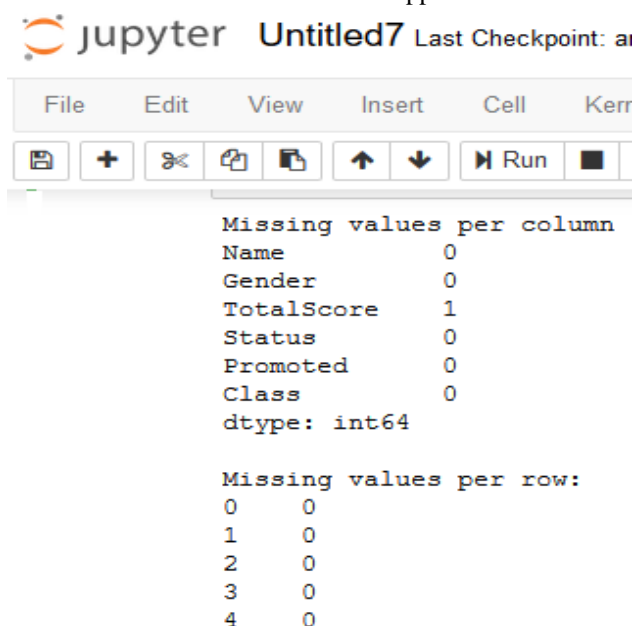 jupyter Untitled7 Last Checkpoint:
File Edit View Insert Cell
Run
Missing values per column
Name 0
Gender 0
TotalScore 1
Status 0
Promoted 0
Class 0
dtype: int64
Missing values per row:
0 0
1 0
2 0
3 0
4 0